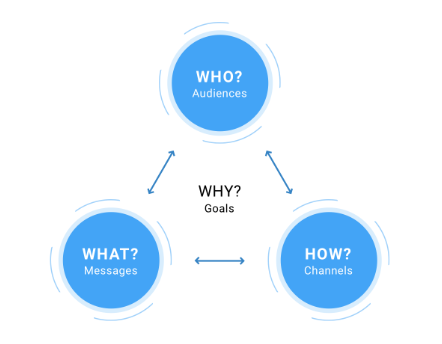 WHO?
Audiences
WHY?
Goals
WHAT?
Messages
HOW?
Channels